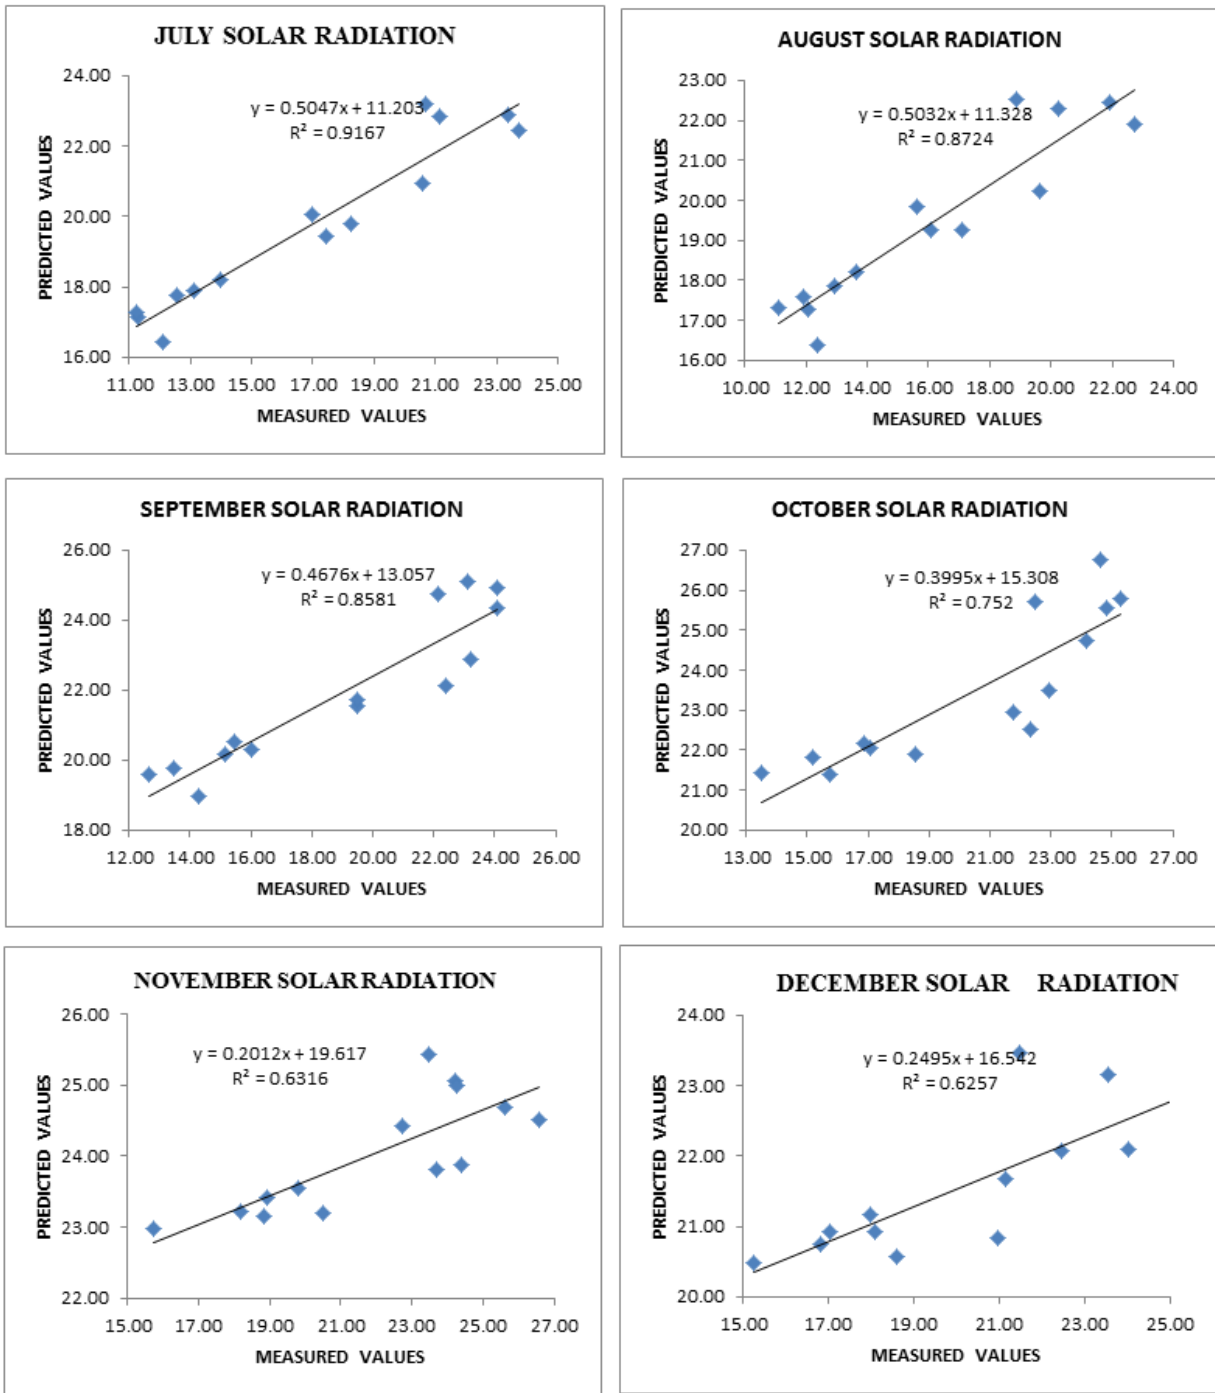 JULY SOLAR RADIATION
y = 0.5047x + 11.203
R² = 0.9167
PREDICTED VALUES
24.00
22.00
20.00
18.00
16.00
11.00 13.00 15.00 17.00 19.00 21.00 23.00 25.00
MEASURED VALUES
AUGUST SOLAR RADIATION
y = 0.5032x + 11.328
R² = 0.8724
PREDICTED VALUES
23.00
22.00
21.00
20.00
19.00
18.00
17.00
16.00
10.00 12.00 14.00 16.00 18.00 20.00 22.00 24.00
MEASURED VALUES
SEPTEMBER SOLAR RADIATION
y = 0.4676x + 13.057
R² = 0.8581
PREDICTED VALUES
26.00
24.00
22.00
20.00
18.00
12.00 14.00 16.00 18.00 20.00 22.00 24.00 26.00
MEASURED VALUES
OCTOBER SOLAR RADIATION
y = 0.3995x + 15.308
R² = 0.752
PREDICTED VALUES
27.00
26.00
25.00
24.00
23.00
22.00
21.00
20.00
13.00 15.00 17.00 19.00 21.00 23.00 25.00 27.00
MEASURED VALUES
NOVEMBER SOLAR RADIATION
y = 0.2012x + 19.617
R² = 0.6316
PREDICTED VALUES
26.00
25.00
24.00
23.00
22.00
15.00 17.00 19.00 21.00 23.00 25.00 27.00
MEASURED VALUES
DECEMBER SOLAR RADIATION
y = 0.2495x + 16.542
R² = 0.6257
PREDICTED VALUES
24.00
23.00
22.00
21.00
20.00
15.00 17.00 19.00 21.00 23.00 25.00
MEASURED VALUES